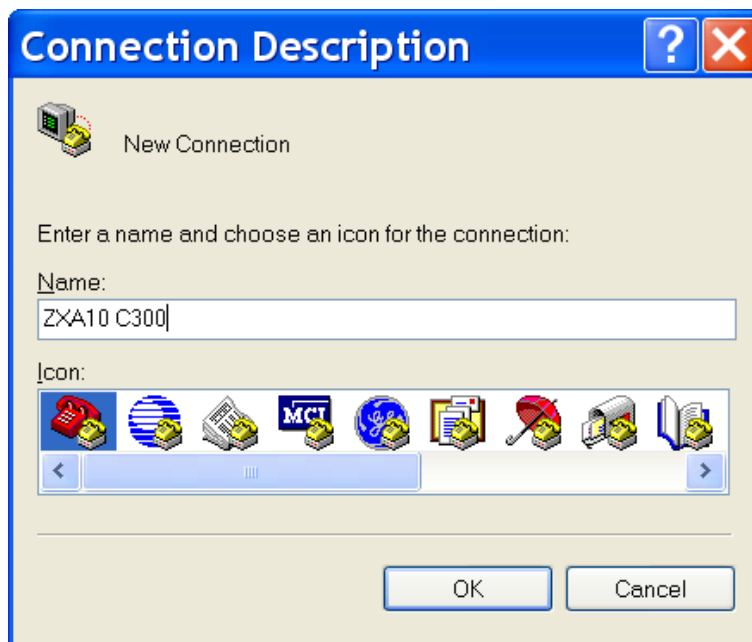 Connection Description
New Connection
Enter a name and choose an icon for the connection:
Name:
ZXA10 C300
Icon:
MCI
OK
Cancel